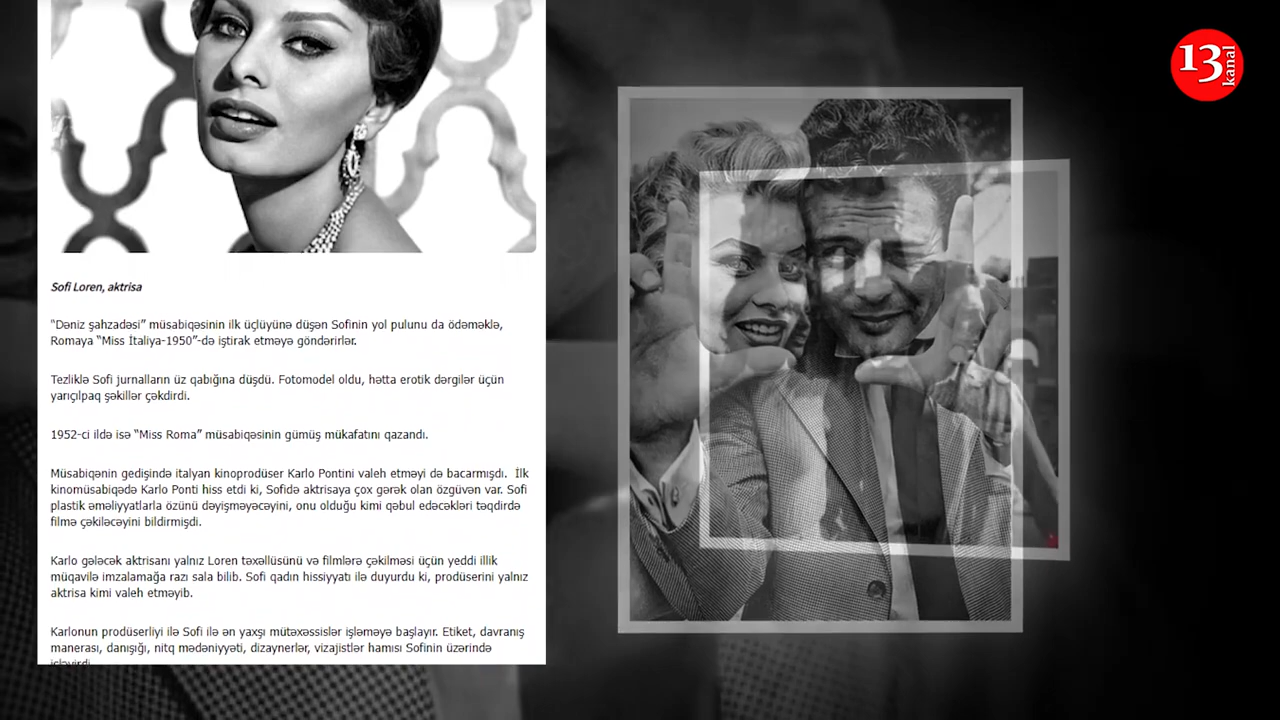 13
kanal
Sofi Loren, aktrisa
“Dəniz şahzadəsi” müsabiqəsinin ilk üçlüyünə düşən Sofinin yol pulunu da ödəməklə,
Romaya “Miss İtaliya-1950”-də iştirak etməyə göndərirlər.
Tezliklə Sofi jurnalların üz qabığına düşdü. Fotomodel oldu, hətta erotik dərgilər üçün
yarıçılpaq şəkillər çəkdirdi.
1952-ci ildə isə “Miss Roma” müsabiqəsinin gümüş mükafatını qazandı.
Müsabiqənin gedişində italyan kinoprodüser Karlo Pontini valeh etməyi də bacarmışdı. İlk
kinomüsabiqədə Karlo Ponti hiss etdi ki, Sofidə aktrisaya çox gərək olan özgüvən var. Sofi
plastik əməliyyatlarla özünü dəyişməyəcəyini, onu olduğu kimi qəbul edəcəkləri təqdirdə
filmə çəkiləcəyini bildirmişdi.
Karlo gələcək aktrisanı yalnız Loren təxəllüsünü və filmlərə çəkilməsi üçün yeddi illik
müqavilə imzalamağa razı sala bilib. Sofi qadın hissiyyatı ilə duyurdu ki, prodüserini yalnız
aktrisa kimi valeh etməyib.
Karlonun prodüserliyi ilə Sofi ilə ən yaxşı mütəxəssislər işləməyə başlayır. Etiket, davranış
manerası, danışığı, nitq mədəniyyəti, dizaynerlər, vizajistlər hamısı Sofinin üzərində
işləyirdi.